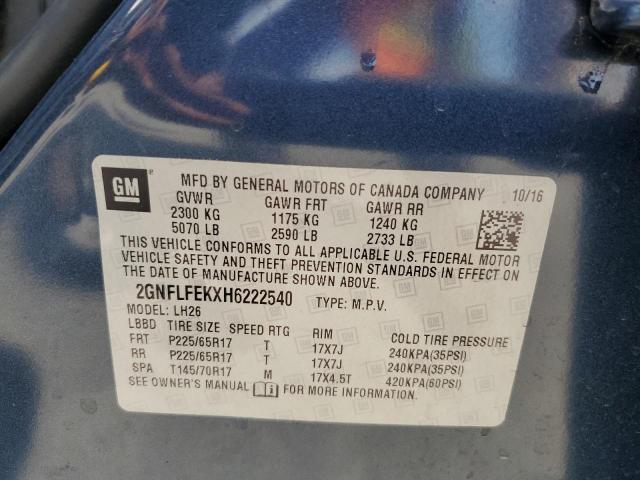 GM ® MFD BY GENERAL MOTORS OF CANADA COMPANY 10/16
GVWR GAWR FRT GAWR RR
2300 KG 1175 KG 1240 KG
5070 LB 2590 LB 2733 LB
THIS VEHICLE CONFORMS TO ALL APPLICABLE U.S. FEDERAL MOTOR
VEHICLE SAFETY AND THEFT PREVENTION STANDARDS IN EFFECT ON
THE DATE OF MANUFACTURE SHOWN ABOVE.
2GNFLFEKXH6222540 TYPE: M.P.V.
MODEL: LH26
LBBD TIRE SIZE SPEED RTG RIM COLD TIRE PRESSURE
FRT P225/65R17 T 17X7J 240KPA(35PSI)
RR P225/65R17 T 17X7J 240KPA(35PSI)
SPA T145/70R17 M 17X4.5T 420KPA(60PSI)
SEE OWNER'S MANUAL FOR MORE INFORMATION.